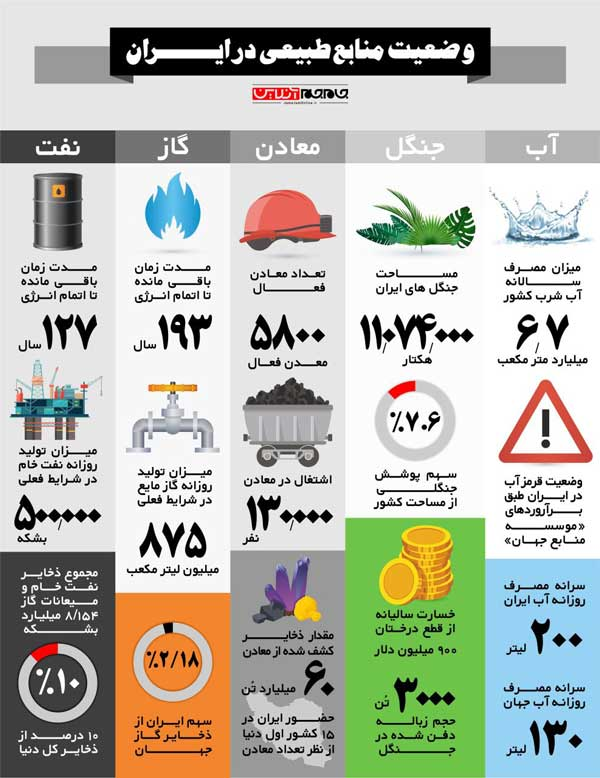 وضعیت منابع طبیعی در ایران
جام‌جم آنلاین
jamejamonline.ir
آب
میزان مصرف
سالانه
آب شرب کشور
۶٫۷
میلیارد متر مکعب
وضعیت قرمز آب
در ایران طبق
برآوردهای
«موسسه
منابع جهان»
سرانه مصرف
روزانه آب ایران
۲۰۰ لیتر
سرانه مصرف
روزانه آب جهان
۱۳۰ لیتر
جنگل
مساحت
جنگل های ایران
۱۱٫۰۷۴٫۰۰۰
هکتار
٪۷.۶
سهم پوشش
جنگلی
از مساحت کشور
خسارت سالیانه
از قطع درختان
۹۰۰ میلیون دلار
۳۰۰۰ تُن
حجم زباله
دفن شده در
جنگل
معادن
تعداد معادن
فعال
۵۸۰۰
معدن فعال
اشتغال در معادن
۱۳۰٫۰۰۰
نفر
مقدار ذخایر
کشف شده از معادن
۶۰ میلیارد تُن
حضور ایران در
۱۵ کشور اول دنیا
از نظر تعداد معادن
گاز
مدت زمان
باقی مانده
تا اتمام انرژی
۱۹۳ سال
میزان تولید
روزانه گاز مایع
در شرایط فعلی
۸۷۵
میلیون لیتر مکعب
٪۲/۱۸
سهم ایران از
ذخایر گاز
جهان
نفت
مدت زمان
باقی مانده
تا اتمام انرژی
۱۲۷ سال
میزان تولید
روزانه نفت خام
در شرایط فعلی
۵۰۰٫۰۰۰
بشکه
مجموع ذخایر
نفت خام و
میعانات گاز
۸/۱۵۴ میلیارد
بشکه
٪۱۰
۱۰ درصد از
ذخایر کل دنیا